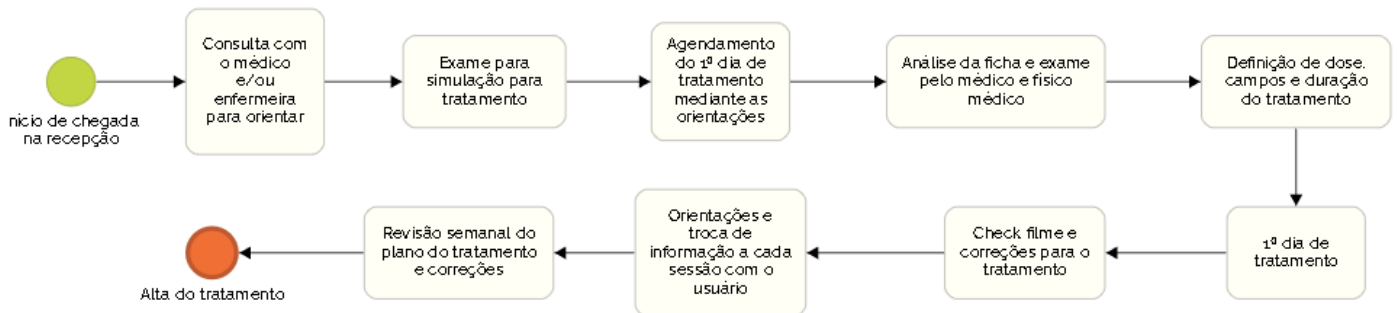 nicio de chegada
na recepção
Consulta com
o médico
e/ou
enfermeira
para orientar
Exame para
simulação para
tratamento
Agendamento
do 1º dia de
tratamento
mediante as
orientações
Análise da ficha e exame
pelo médico e físico
médico
Definição de dose,
campos e duração
do tratamento
1º dia de
tratamento
Check filme e
correções para o
tratamento
Orientações e
troca de
informação a cada
sessão com o
usuário
Revisão semanal do
plano do tratamento
e correções
Alta do tratamento